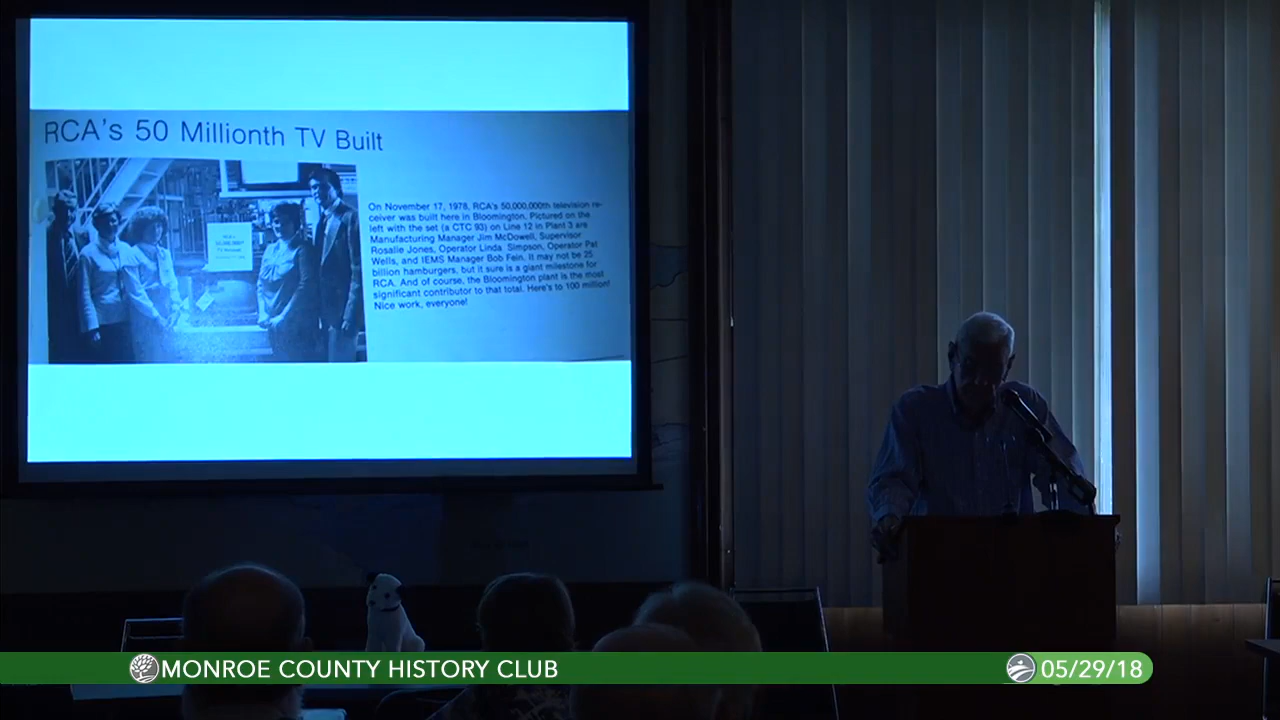 RCA's 50 Millionth TV Built
On November 17, 1978, RCA's 50,000,000th television re-
ceiver was built here in Bloomington. Pictured on the
left with the set (a CTC 93) on Line 12 in Plant 3 are
Manufacturing Manager Jim McDowell, Supervisor
Rosalie Jones, Operator Linda Simpson, Operator Pat
Wells, and IEMS Manager Bob Fein. It may not be 25
billion hamburgers, but it sure is a giant milestone for
RCA. And of course, the Bloomington plant is the most
significant contributor to that total. Here's to 100 million!
Nice work, everyone!
MONROE COUNTY HISTORY CLUB
05/29/18